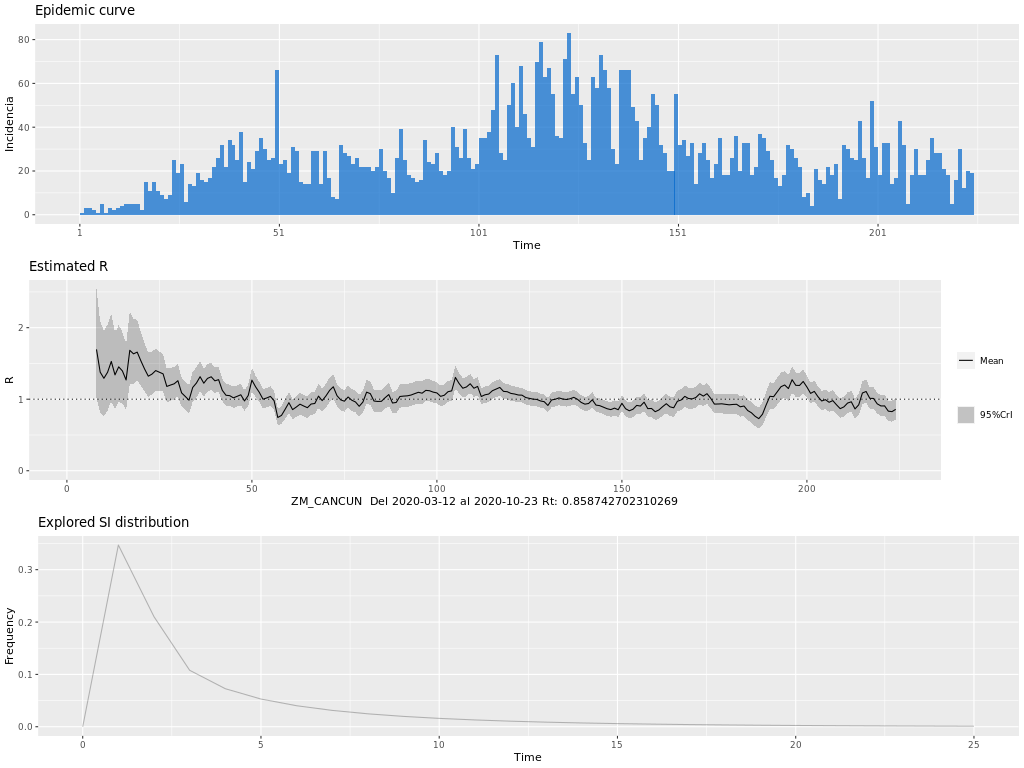 Epidemic curve
80
60
40
20
0
Incidencia
1 51 101 151 201
Time
Estimated R
2
1
0
R
Mean
95%CrI
0 50 100 150 200
ZM_CANCUN Del 2020-03-12 al 2020-10-23 Rt: 0.858742702310269
Explored SI distribution
0.3
0.2
0.1
0.0
Frequency
0 5 10 15 20 25
Time